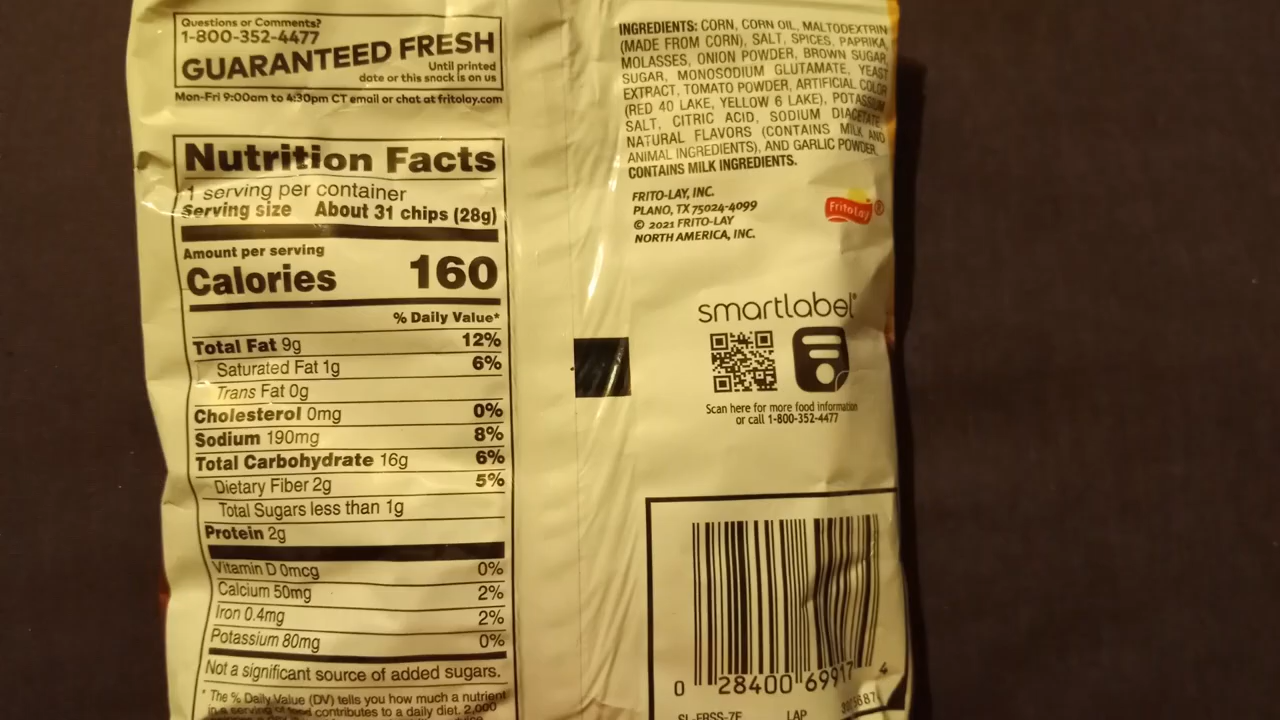 Questions or Comments?
1-800-352-4477
GUARANTEED FRESH
Until printed
date or this snack is on us
Mon-Fri 9:00am to 4:30pm CT email or chat at fritolay.com
Nutrition Facts
1 serving per container
Serving size About 31 chips (28g)
Amount per serving
Calories 160
% Daily Value*
Total Fat 9g 12%
Saturated Fat 1g 6%
Trans Fat 0g
Cholesterol 0mg 0%
Sodium 190mg 8%
Total Carbohydrate 16g 6%
Dietary Fiber 2g 5%
Total Sugars less than 1g
Protein 2g
Vitamin D 0mcg 0%
Calcium 50mg 2%
Iron 0.4mg 2%
Potassium 80mg 0%
Not a significant source of added sugars.
* The % Daily Value (DV) tells you how much a nutrient
in a serving of food contributes to a daily diet. 2,000
INGREDIENTS: CORN, CORN OIL, MALTODEXTRIN
(MADE FROM CORN), SALT, SPICES, PAPRIKA,
MOLASSES, ONION POWDER, BROWN SUGAR,
SUGAR, MONOSODIUM GLUTAMATE, YEAST
EXTRACT, TOMATO POWDER, ARTIFICIAL COLOR
(RED 40 LAKE, YELLOW 6 LAKE), POTASSIUM
SALT, CITRIC ACID, SODIUM DIACETATE,
NATURAL FLAVORS (CONTAINS MILK AND
ANIMAL INGREDIENTS), AND GARLIC POWDER.
CONTAINS MILK INGREDIENTS.
FRITO-LAY, INC.
PLANO, TX 75024-4099
© 2021 FRITO-LAY
NORTH AMERICA, INC.
Frito Lay ®
smartlabel®
Scan here for more food information
or call 1-800-352-4477
0 28400 69917 4
LAP